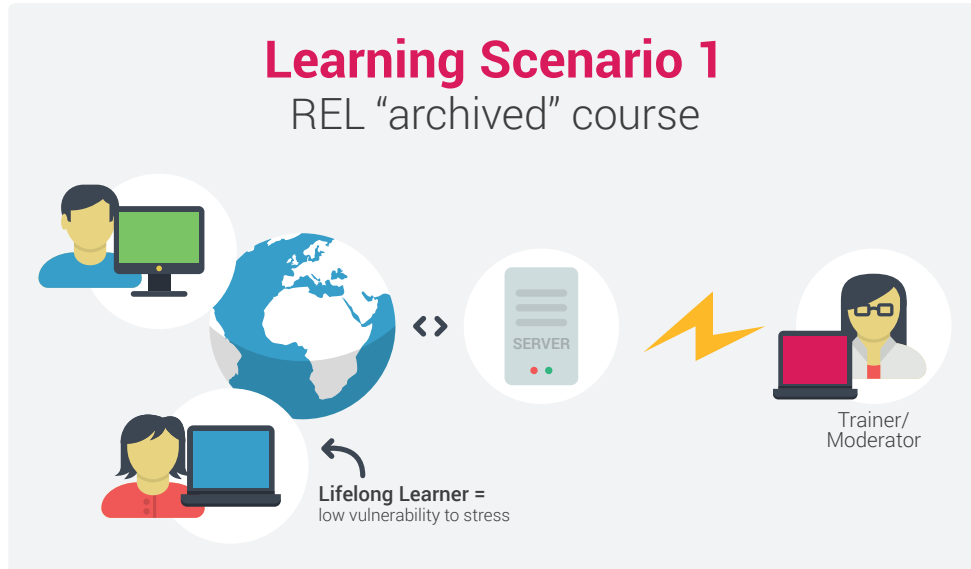 Learning Scenario 1
REL “archived” course
SERVER
Trainer/
Moderator
Lifelong Learner =
low vulnerability to stress